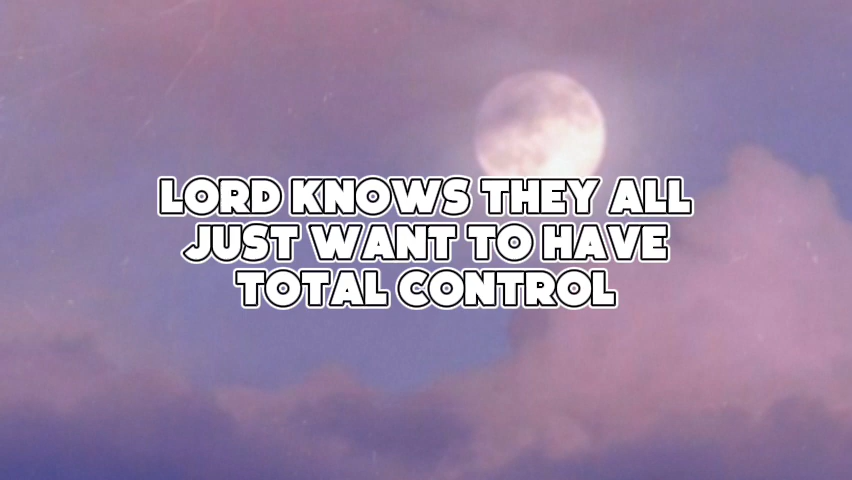 LORD KNOWS THEY ALL
JUST WANT TO HAVE
TOTAL CONTROL